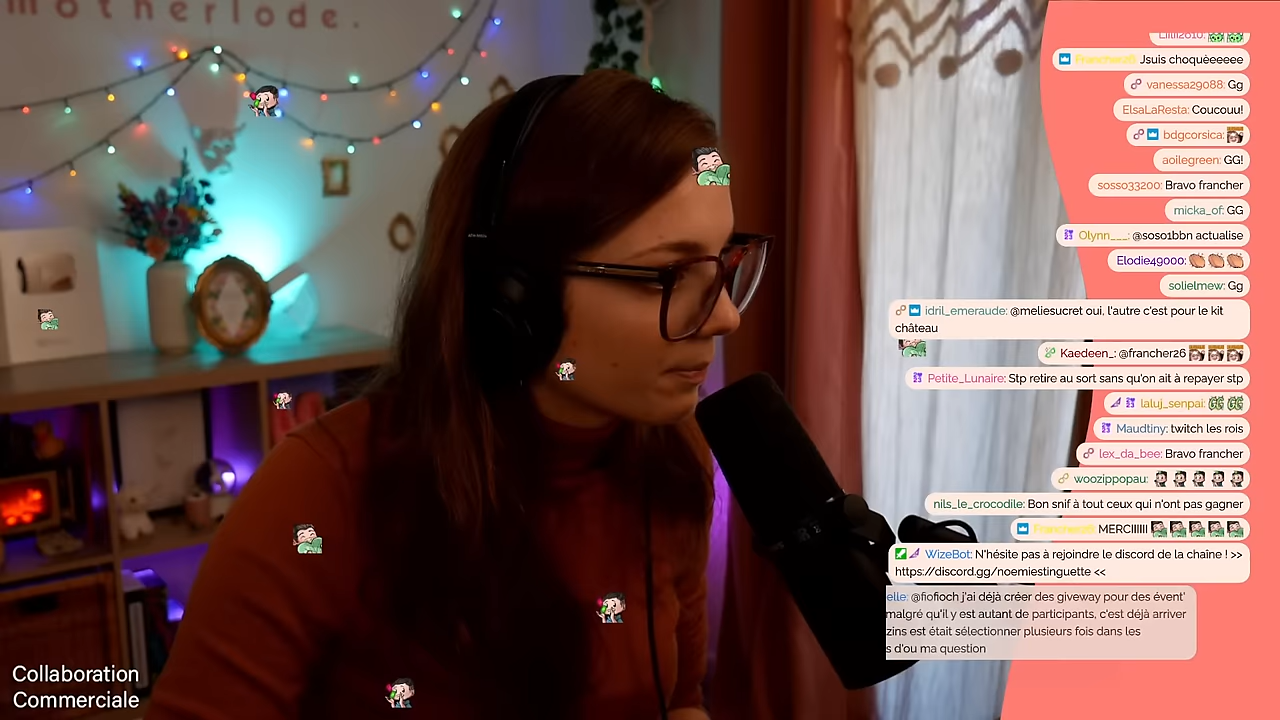 motherlode.
Lilili2010:
Francher26: Jsuis choquèeeeee
vanessa29088: Gg
ElsaLaResta: Coucouu!
bdgcorsica:
aoilegreen: GG!
sosso33200: Bravo francher
micka_of: GG
Olynn___: @soso1bbn actualise
Elodie49000:
solielmew: Gg
idril_emeraude: @meliesucret oui, l'autre c'est pour le kit
château
Kaedeen_: @francher26
Petite_Lunaire: Stp retire au sort sans qu'on ait à repayer stp
laluj_senpai:
Maudtiny: twitch les rois
lex_da_bee: Bravo francher
woozippopau:
nils_le_crocodile: Bon snif à tout ceux qui n'ont pas gagner
Francher26: MERCIIIIII
WizeBot: N'hésite pas à rejoindre le discord de la chaîne ! >>
https://discord.gg/noemiestinguette <<
elle: @fiofioch j'ai déjà créer des giveway pour des évent'
malgré qu'il y est autant de participants, c'est déjà arriver
zins est était sélectionner plusieurs fois dans les
s d'ou ma question
Collaboration
Commerciale